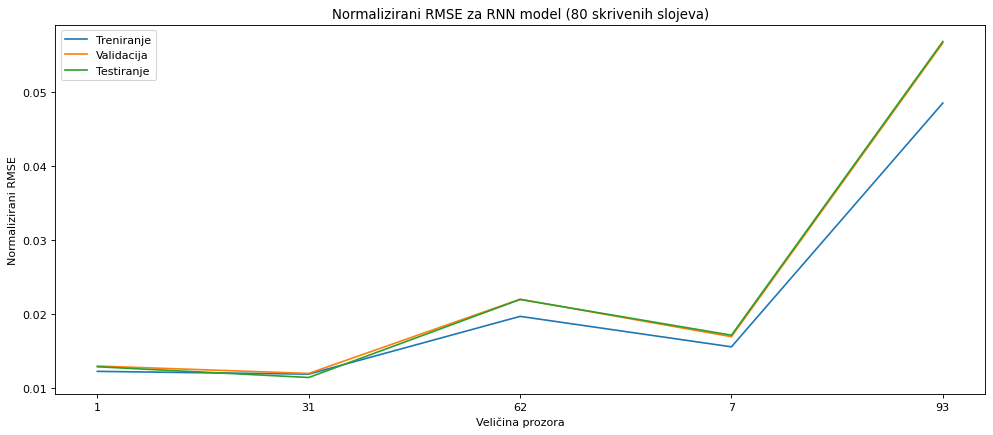 Normalizirani RMSE za RNN model (80 skrivenih slojeva)
Treniranje
Validacija
Testiranje
Normalizirani RMSE
0.05
0.04
0.03
0.02
0.01
1 31 62 7 93
Veličina prozora